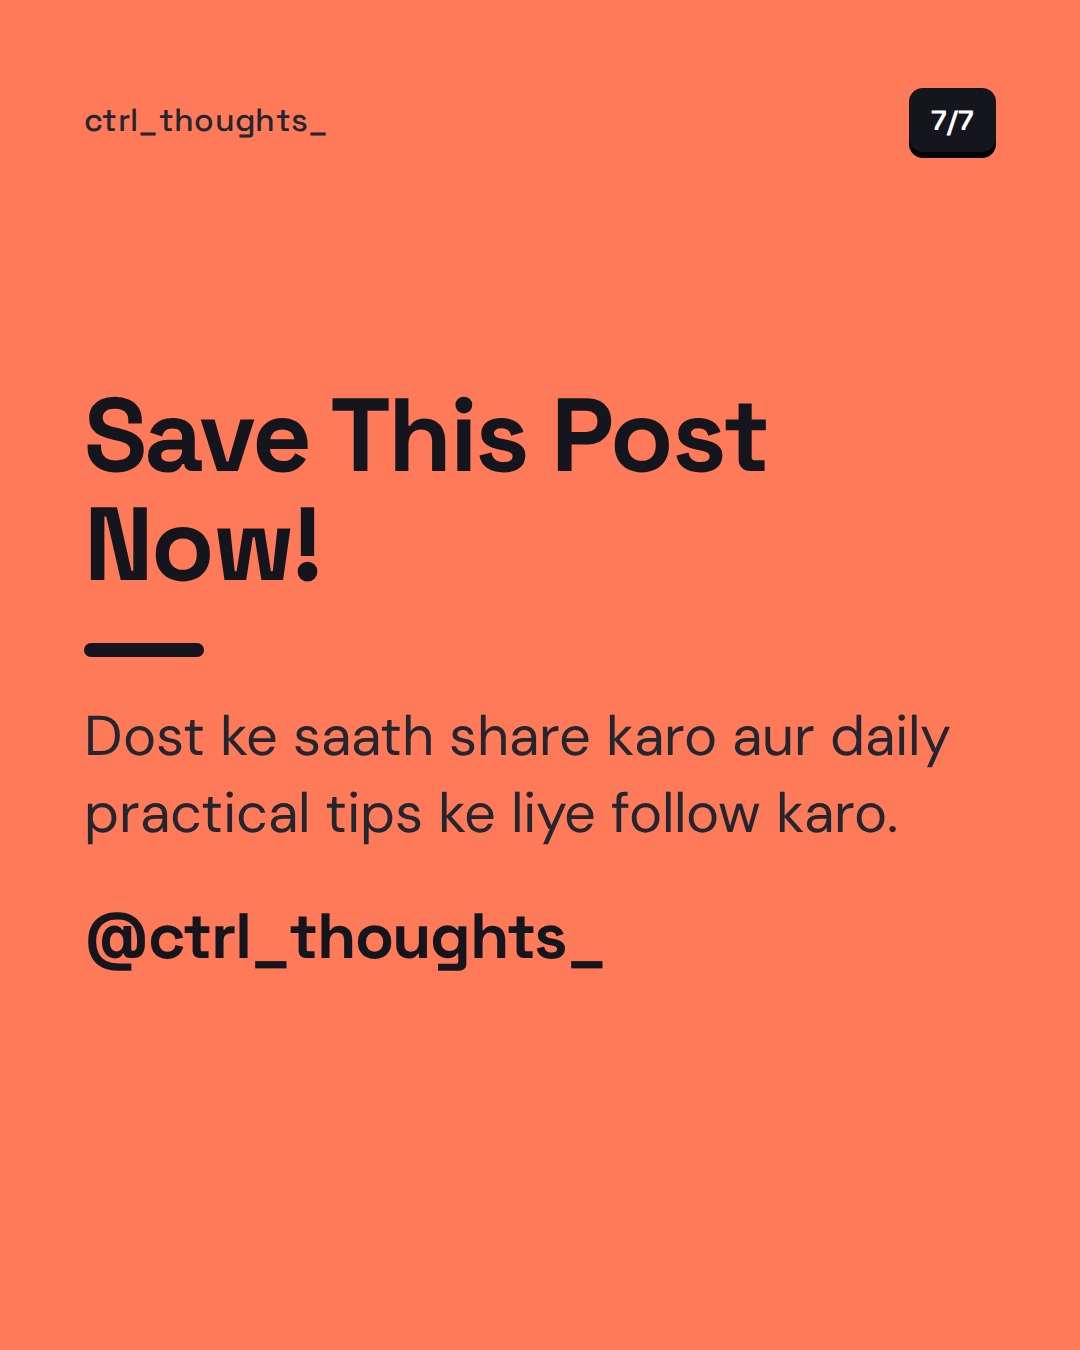 ctrl_thoughts_
7/7
Save This Post
Now!
Dost ke saath share karo aur daily
practical tips ke liye follow karo.
@ctrl_thoughts_